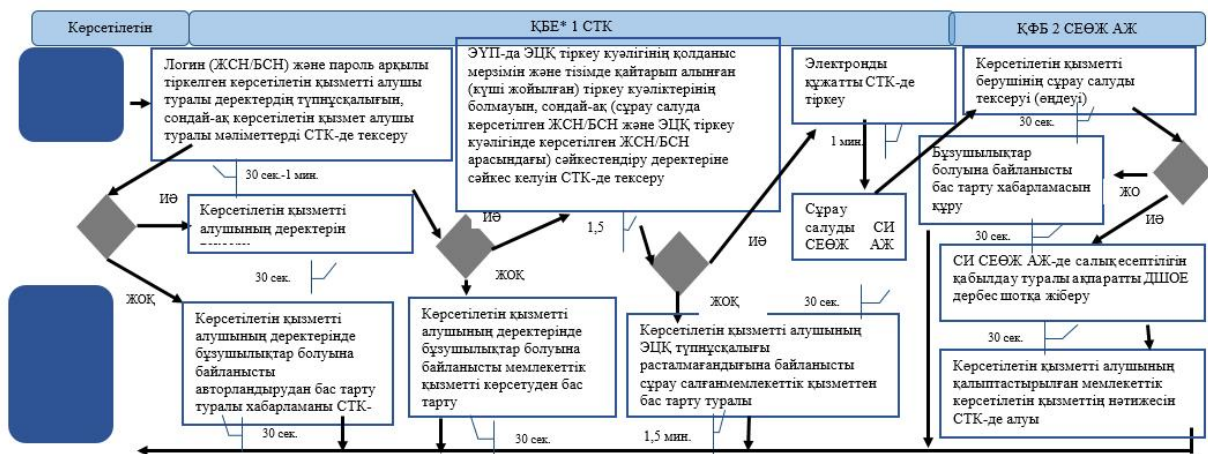 Көрсетілетін
ҚБЕ* 1 СТК
ҚФБ 2 СЕӨЖ АЖ
Логин (ЖСН/БСН) және пароль арқылы
тіркелген көрсетілетін қызметті алушы
туралы деректердің түпнұсқалығын,
сондай-ақ көрсетілетін қызмет алушы
туралы мәліметтерді СТК-де тексеру
30 сек.-1 мин.
ЭҮП-да ЭЦҚ тіркеу куәлігінің қолданыс
мерзімін және тізімде қайтарып алынған
(күші жойылған) тіркеу куәліктерінің
болмауын, сондай-ақ (сұрау салуда
көрсетілген ЖСН/БСН және ЭЦҚ тіркеу
куәлігінде көрсетілген ЖСН/БСН
арасындағы) сәйкестендіру деректеріне
сәйкес келуін СТК-де тексеру
1,5
Электронды
құжатты СТК-де
тіркеу
1 мин.
Көрсетілетін қызметті
берушінің сұрау салуды
тексеруі (өңдеуі)
30 сек.
Бұзушылықтар
болуына байланысты
бас тарту хабарламасын
құру
30 сек.
ЖО
ИӘ
ИӘ
Көрсетілетін қызметті
алушының деректерін
30 сек.
ИӘ
ЖОҚ
ИӘ
ЖОҚ
Сұрау
салуды СИ
СЕӨЖ АЖ
30 сек.
СИ СЕӨЖ АЖ-де салық есептілігін
қабылдау туралы ақпаратты ДШОЕ
дербес шотқа жіберу
30 сек.
ЖОҚ
Көрсетілетін қызметті
алушының деректерінде
бұзушылықтар болуына
байланысты
авторландырудан бас тарту
туралы хабарламаны СТК-
30 сек.
Көрсетілетін қызметті
алушының деректерінде
бұзушылықтар болуына
байланысты мемлекеттік
қызметті көрсетуден бас
тарту
30 сек.
Көрсетілетін қызметті алушының
ЭЦҚ түпнұсқалығы
расталмағандығына байланысты
сұрау салғанмемлекеттік қызметтен
бас тарту туралы
1,5 мин.
Көрсетілетін қызметті алушының
қалыптастырылған мемлекеттік
көрсетілетін қызметтің нәтижесін
СТК-де алуы